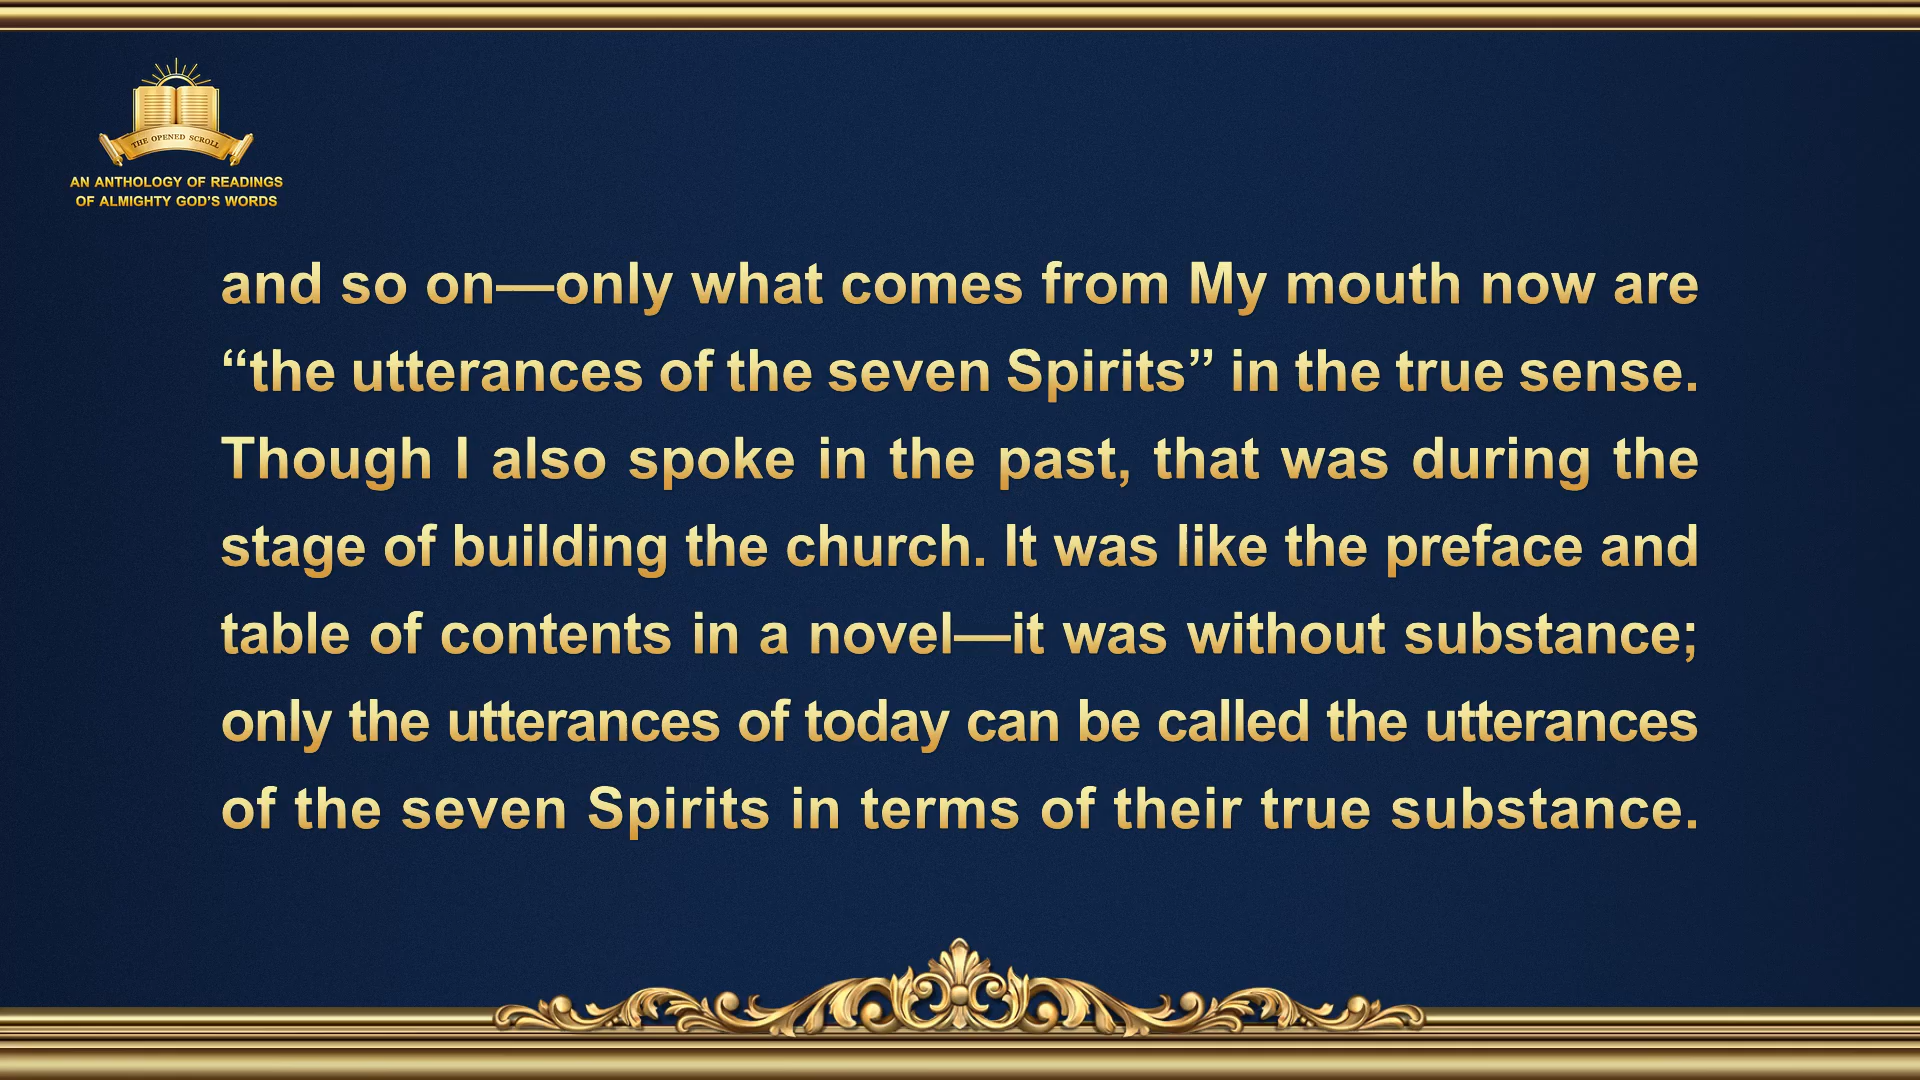 THE OPENED SCROLL
AN ANTHOLOGY OF READINGS
OF ALMIGHTY GOD’S WORDS
and so on—only what comes from My mouth now are
“the utterances of the seven Spirits” in the true sense.
Though I also spoke in the past, that was during the
stage of building the church. It was like the preface and
table of contents in a novel—it was without substance;
only the utterances of today can be called the utterances
of the seven Spirits in terms of their true substance.